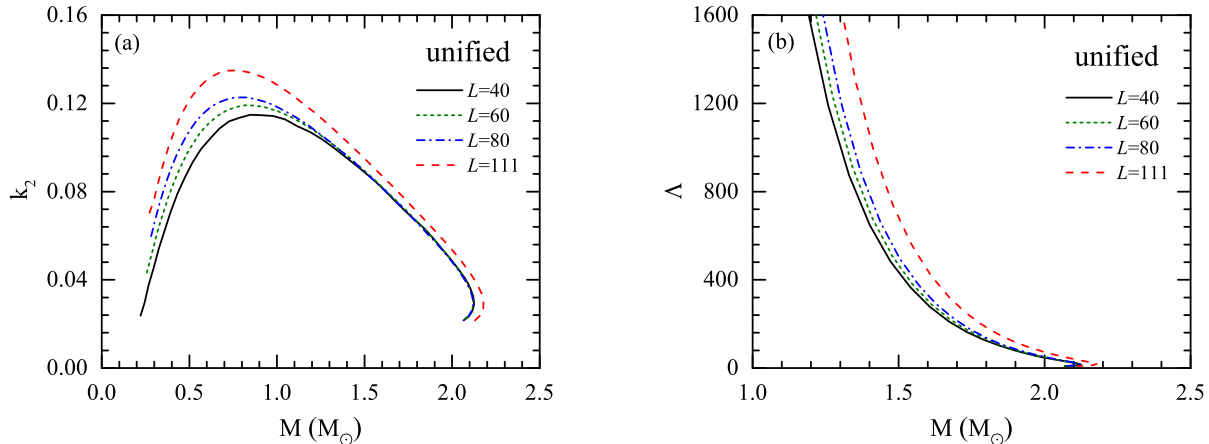 (a)
unified
L=40
L=60
L=80
L=111
0.16
0.12
0.08
0.04
0.00
k₂
0.0 0.5 1.0 1.5 2.0 2.5
M (M⊙)
(b)
unified
L=40
L=60
L=80
L=111
1600
1200
800
400
0
Λ
1.0 1.5 2.0 2.5
M (M⊙)